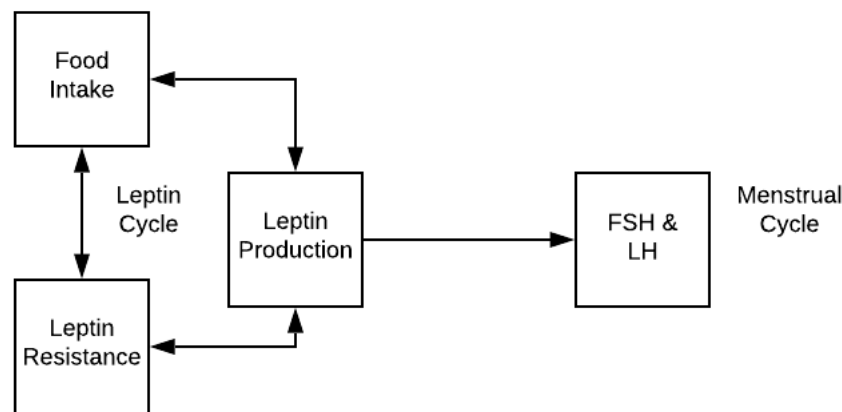 Food
Intake
Leptin
Cycle
Leptin
Production
FSH &
LH
Menstrual
Cycle
Leptin
Resistance